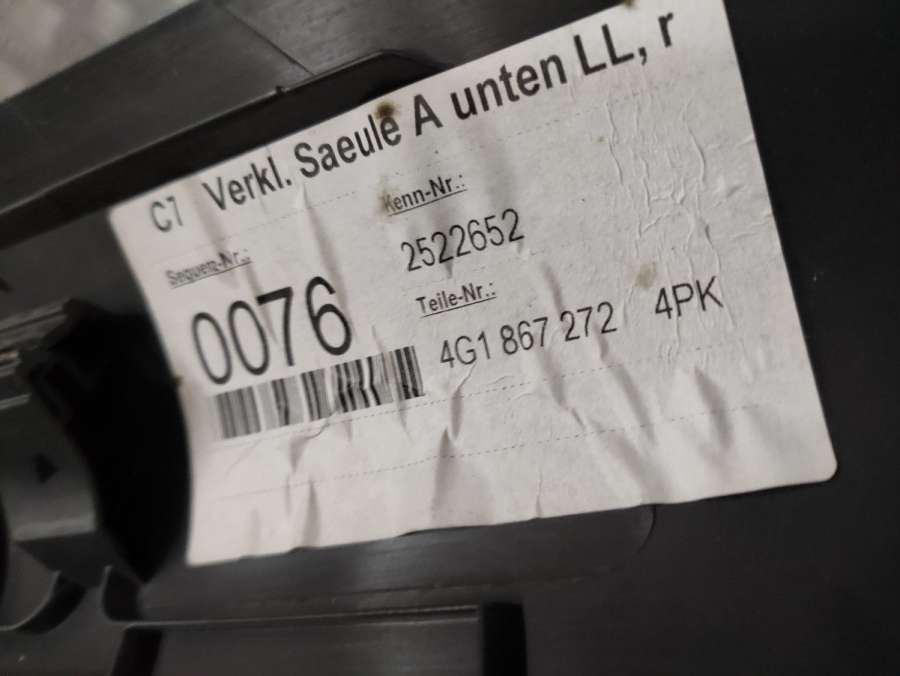 C7 Verkl. Saeule A unten LL, r
Sequenz-Nr.:
Kenn-Nr.:
0076
2522652
Teile-Nr.:
4G1 867 272 4PK